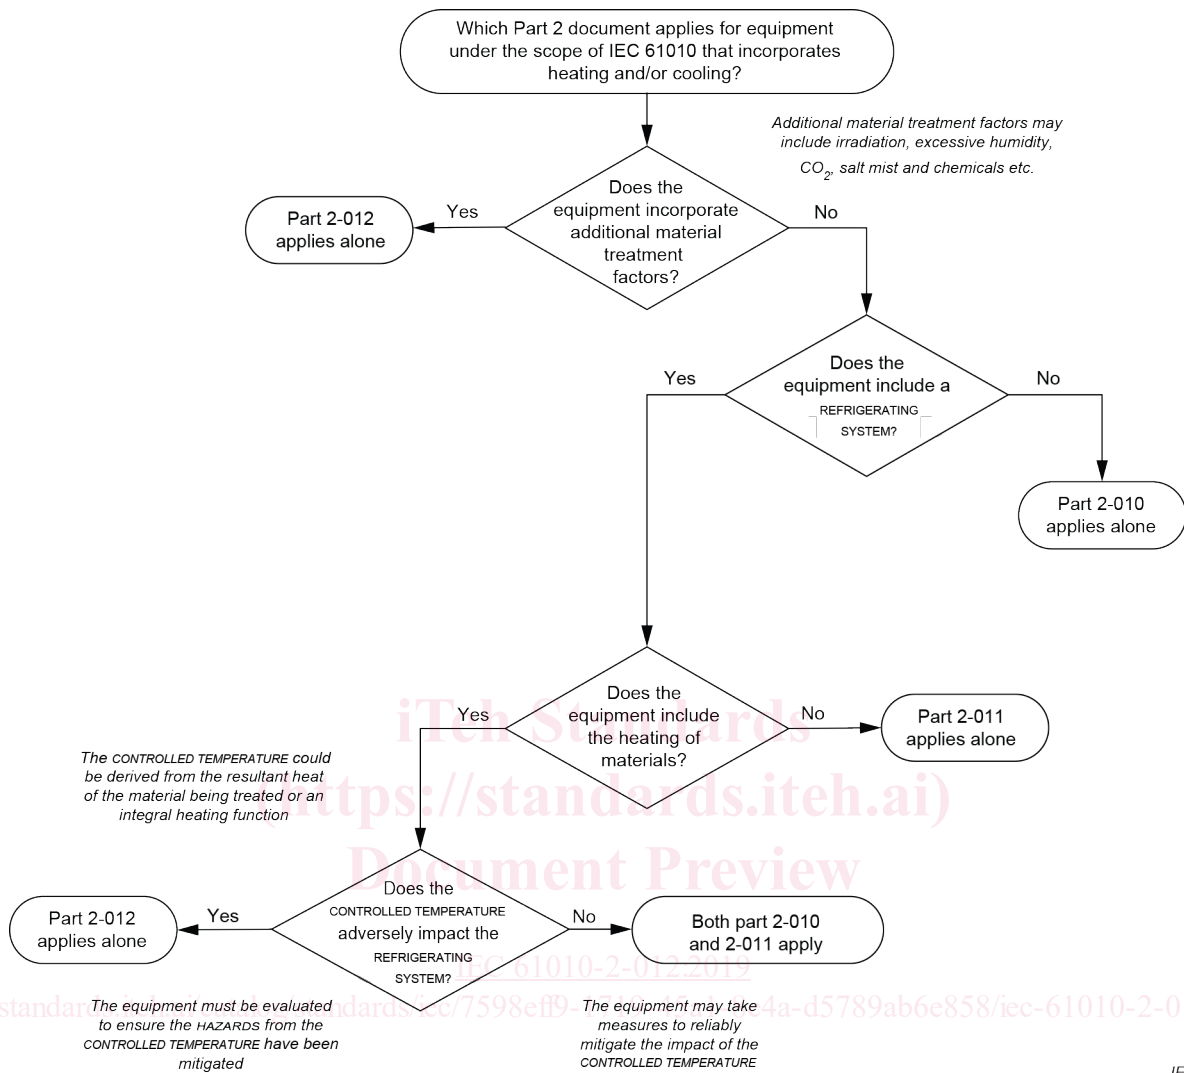 Which Part 2 document applies for equipment
under the scope of IEC 61010 that incorporates
heating and/or cooling?
Additional material treatment factors may
include irradiation, excessive humidity,
CO2, salt mist and chemicals etc.
Does the
equipment incorporate
additional material
treatment
factors?
Yes
No
Part 2-012
applies alone
Does the
equipment include a
REFRIGERATING
SYSTEM?
Yes
No
Part 2-010
applies alone
Does the
equipment include
the heating of
materials?
Yes
No
Part 2-011
applies alone
iTeh Standards
(https://standards.iteh.ai)
Document Preview
The CONTROLLED TEMPERATURE could
be derived from the resultant heat
of the material being treated or an
integral heating function
Does the
CONTROLLED TEMPERATURE
adversely impact the
REFRIGERATING
SYSTEM?
Yes
No
Part 2-012
applies alone
Both part 2-010
and 2-011 apply
IEC 61010-2-012:2019
The equipment must be evaluated
to ensure the HAZARDS from the
CONTROLLED TEMPERATURE have been
mitigated
The equipment may take
measures to reliably
mitigate the impact of the
CONTROLLED TEMPERATURE
d5789ab6e858/iec-61010-2-0